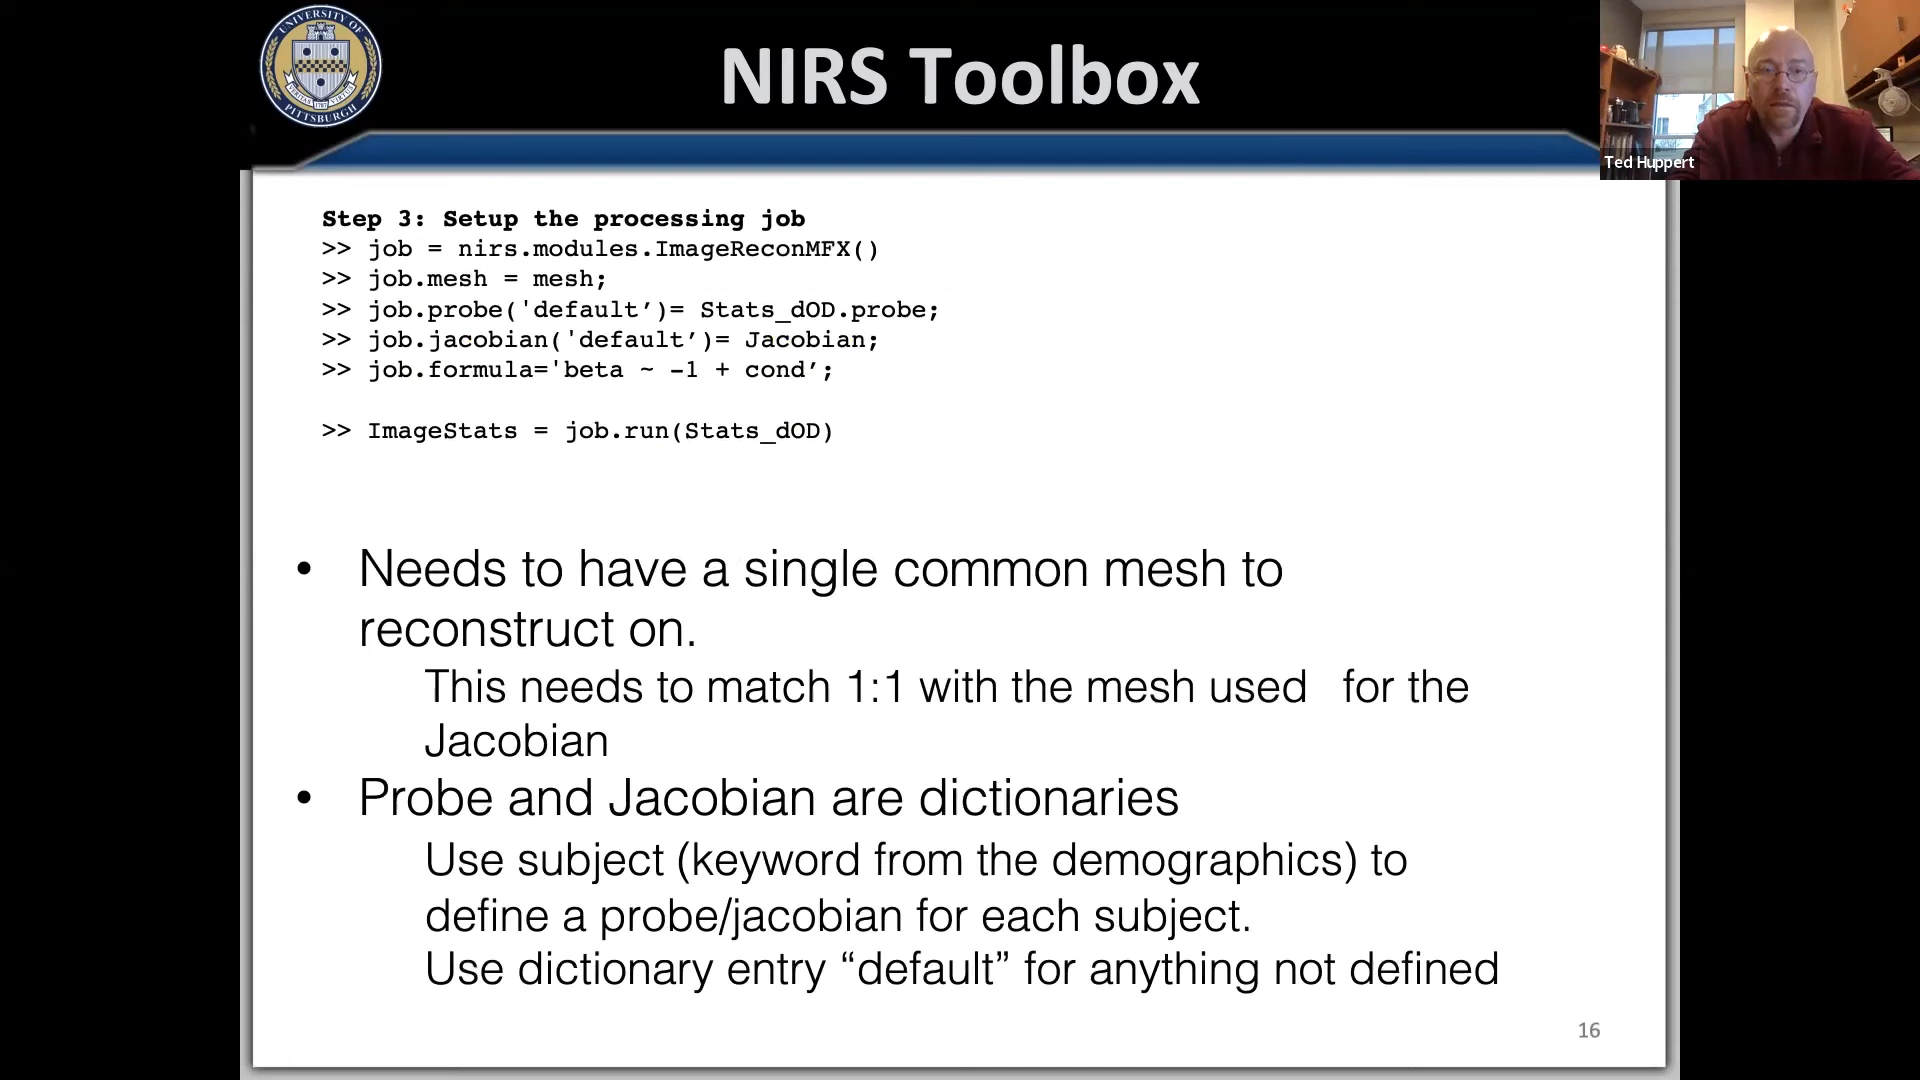 UNIVERSITY OF
PITTSBURGH
NIRS Toolbox
Ted Huppert
Step 3: Setup the processing job
>> job = nirs.modules.ImageReconMFX()
>> job.mesh = mesh;
>> job.probe('default’)= Stats_dOD.probe;
>> job.jacobian('default’)= Jacobian;
>> job.formula='beta ~ -1 + cond’;
>> ImageStats = job.run(Stats_dOD)
• Needs to have a single common mesh to
reconstruct on.
This needs to match 1:1 with the mesh used for the
Jacobian
• Probe and Jacobian are dictionaries
Use subject (keyword from the demographics) to
define a probe/jacobian for each subject.
Use dictionary entry “default” for anything not defined
16